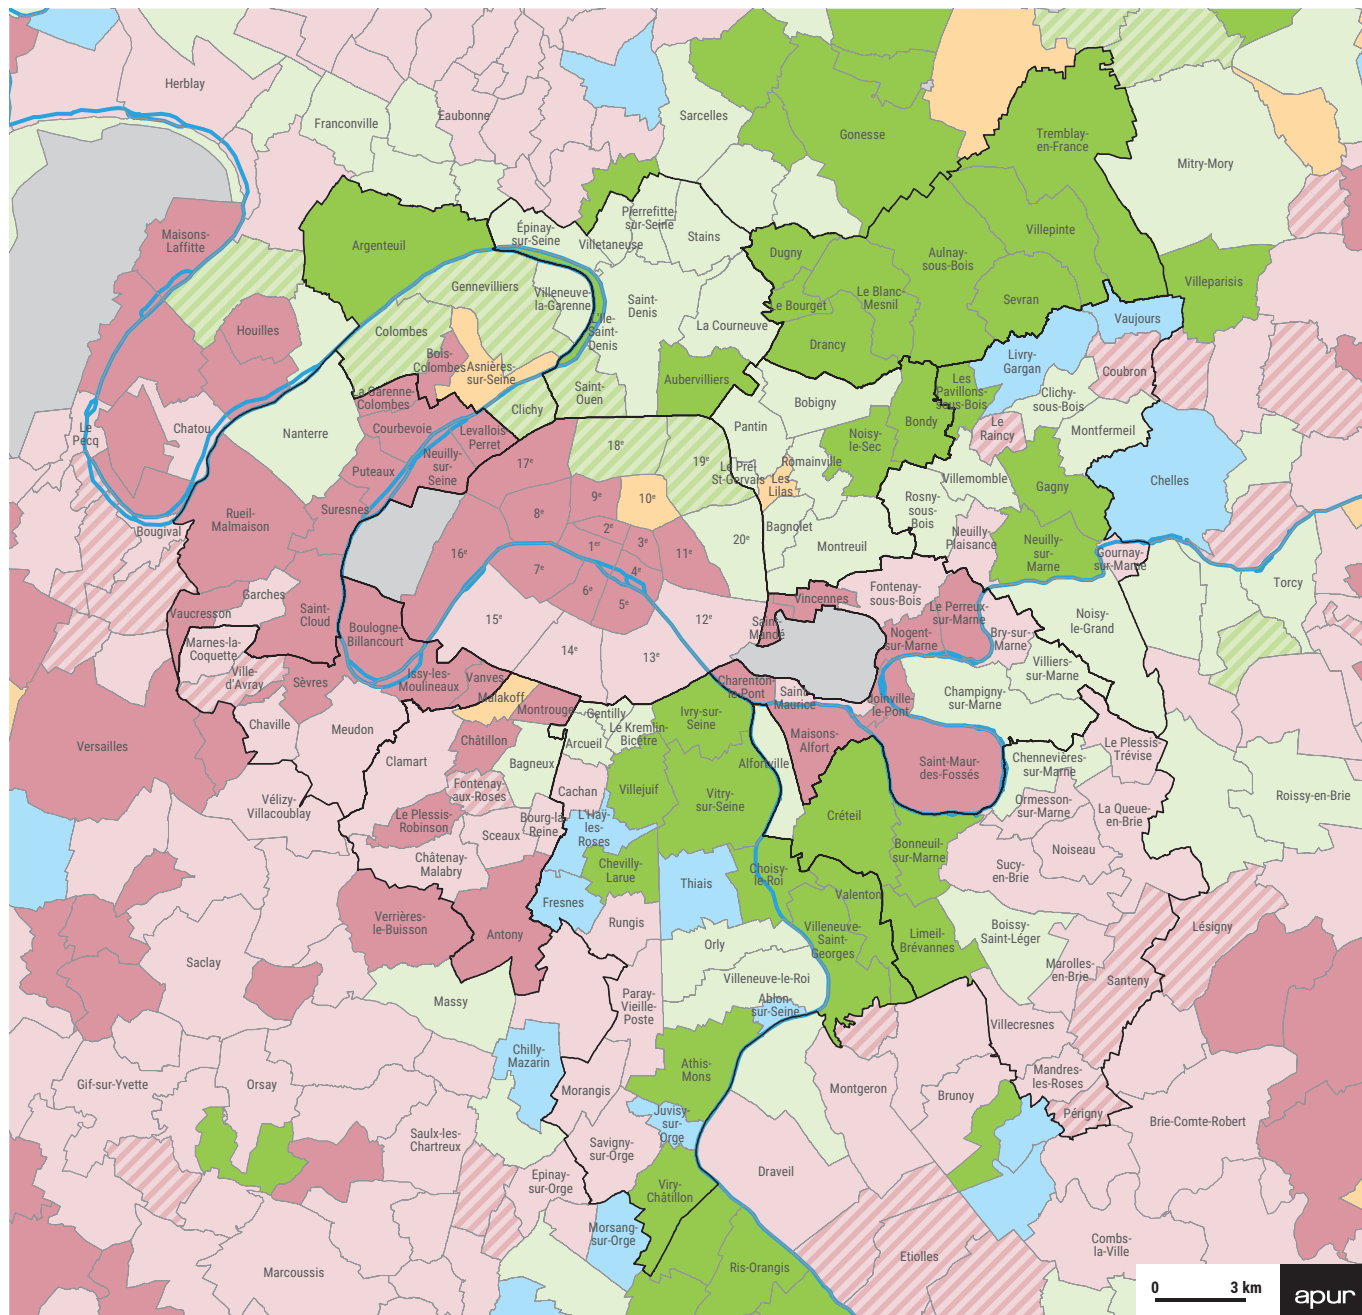 Herblay
Franconville
Eaubonne
Sarcelles
Gonesse
Tremblay-
en-France
Mitry-Mory
Maisons-
Laffitte
Argenteuil
Épinay-
sur-Seine
Pierrefitte-
sur-Seine
Villetaneuse
Stains
Dugny
Aulnay-
sous-Bois
Villepinte
Villeparisis
Houilles
Gennevilliers
Villeneuve-
la-Garenne
Saint-
Denis
L'Île-
Saint-
Denis
La Courneuve
Le Bourget
Le Blanc-
Mesnil
Sevran
Vaujours
Colombes
Bois-
Colombes
Asnières-
sur-Seine
Drancy
Livry-
Gargan
Coubron
La Garenne-
Colombes
Clichy
Saint-
Ouen
Aubervilliers
Bobigny
Les
Pavillons-
sous-Bois
Clichy-
sous-Bois
Le
Pecq
Chatou
Nanterre
Courbevoie
Levallois-
Perret
Pantin
Noisy-
le-Sec
Bondy
Le
Raincy
Montfermeil
Puteaux
Neuilly-
sur-
Seine
17e
18e
19e
Le Pré-
St-Gervais
Romainville
Les
Lilas
Villemomble
Gagny
Chelles
Bougival
Rueil-
Malmaison
Suresnes
8e
9e
10e
2e
1er
3e
4e
11e
20e
Bagnolet
Montreuil
Rosny-
sous-
Bois
Neuilly-
Plaisance
Neuilly-
sur-
Marne
Gournay-
sur-Marne
Torcy
16e
7e
6e
5e
Garches
Vaucresson
Saint-
Cloud
Marnes-la-
Coquette
Ville-
d'Avray
Boulogne-
Billancourt
15e
14e
13e
12e
Saint-
Mandé
Vincennes
Fontenay-
sous-Bois
Le Perreux-
sur-Marne
Nogent-
sur-Marne
Bry-sur-
Marne
Noisy-
le-Grand
Villiers-
sur-Marne
Versailles
Sèvres
Chaville
Meudon
Issy-les-
Moulineaux
Vanves
Malakoff
Montrouge
Gentilly
Le Kremlin-
Bicêtre
Arcueil
Ivry-sur-
Seine
Charenton-
le-Pont
Saint-
Maurice
Joinville-
le-Pont
Champigny-
sur-Marne
Maisons-
Alfort
Saint-Maur-
des-Fossés
Chennevières-
sur-Marne
Le Plessis-
Trévise
Clamart
Châtillon
Bagneux
Fontenay-
aux-Roses
Cachan
Villejuif
Vitry-
sur-Seine
Alfortville
Créteil
Ormesson-
sur-Marne
La Queue-
en-Brie
Roissy-en-Brie
Vélizy-
Villacoublay
Le Plessis-
Robinson
Sceaux
Bourg-la-
Reine
L'Haÿ-
les-
Roses
Chevilly-
Larue
Thiais
Choisy-
le-Roi
Bonneuil-
sur-Marne
Sucy-
en-Brie
Noiseau
Châtenay-
Malabry
Verrières-
le-Buisson
Antony
Fresnes
Rungis
Orly
Valenton
Villeneuve-
Saint-
Georges
Limeil-
Brévannes
Boissy-
Saint-Léger
Marolles-
en-Brie
Lésigny
Saclay
Massy
Paray-
Vieille-
Poste
Villeneuve-le-Roi
Ablon-
sur-Seine
Santeny
Villecresnes
Gif-sur-Yvette
Orsay
Chilly-
Mazarin
Morangis
Athis-
Mons
Montgeron
Brunoy
Mandres-
les-Roses
Périgny
Brie-Comte-Robert
Saulx-les-
Chartreux
Juvisy-
sur-
Orge
Savigny-
sur-Orge
Draveil
Epinay-
sur-Orge
Viry-
Châtillon
Morsang-
sur-Orge
Marcoussis
Ris-Orangis
Etiolles
Combs-
la-Ville
0 3 km
apur